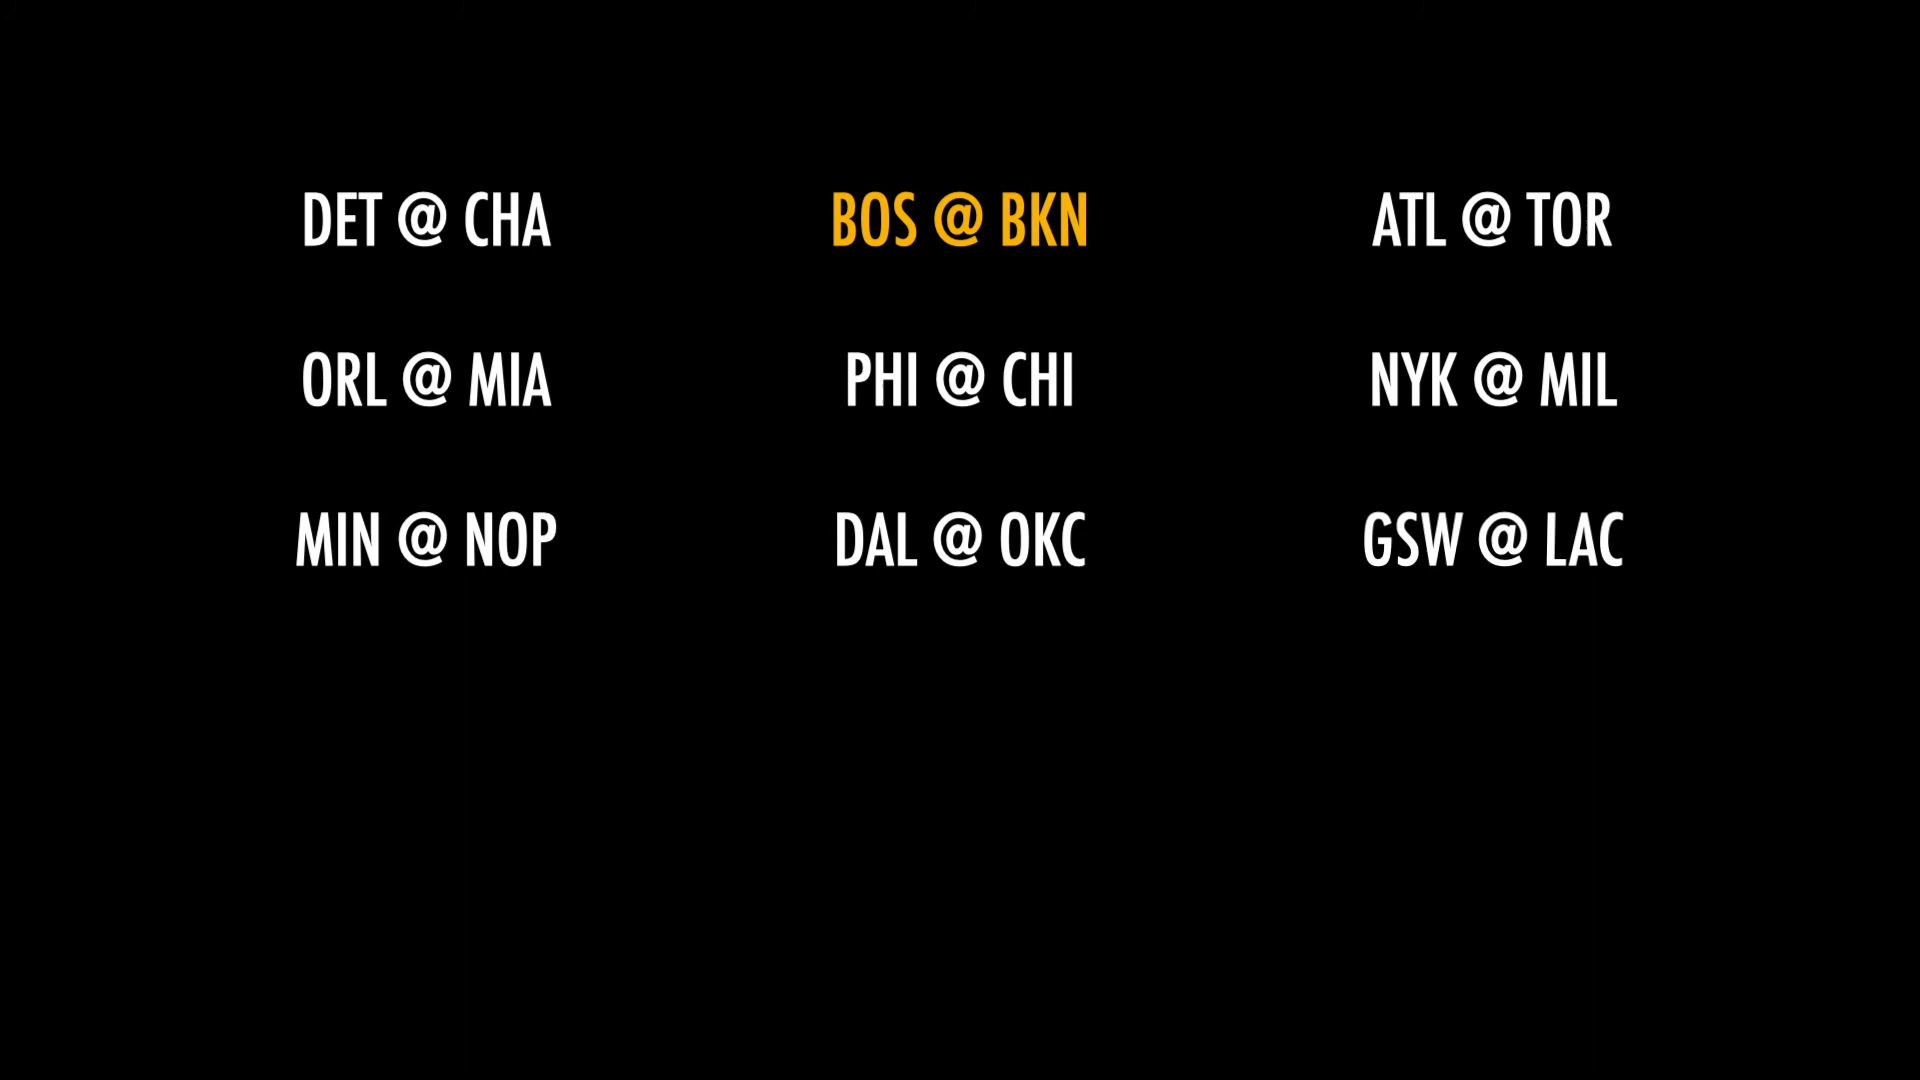 DET @ CHA
BOS @ BKN
ATL @ TOR
ORL @ MIA
PHI @ CHI
NYK @ MIL
MIN @ NOP
DAL @ OKC
GSW @ LAC